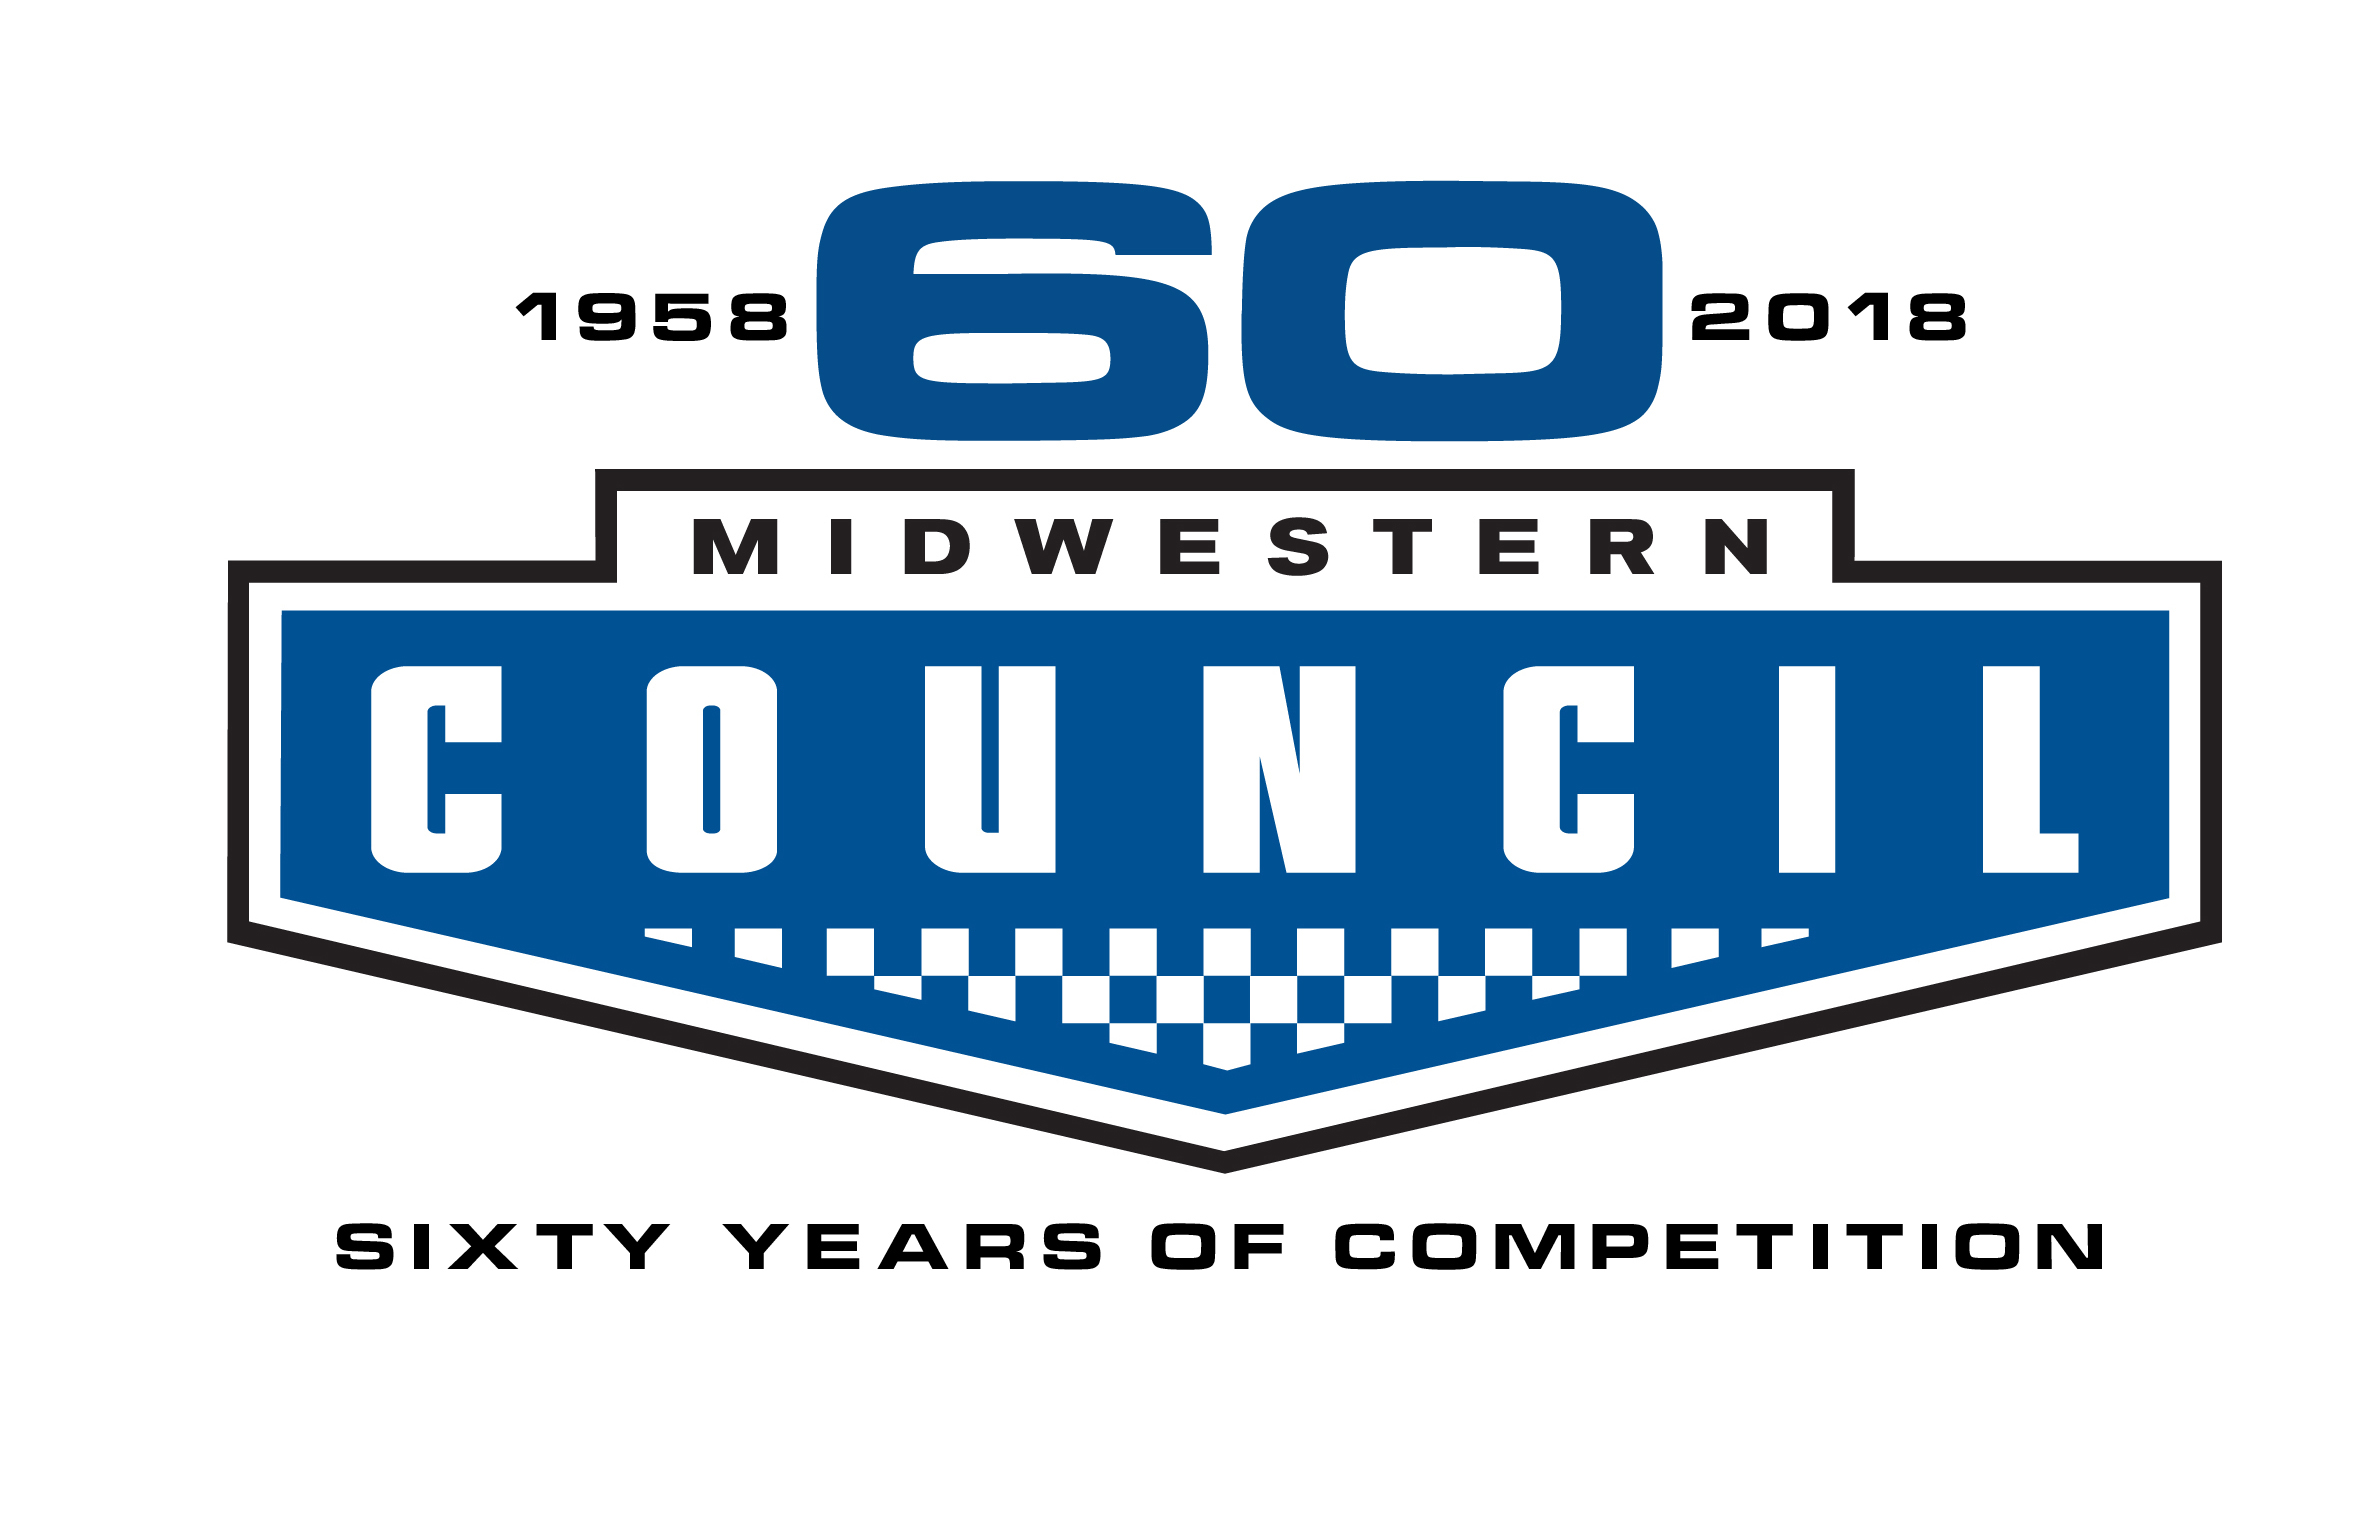 1958 60 2018
MIDWESTERN
COUNCIL
SIXTY YEARS OF COMPETITION